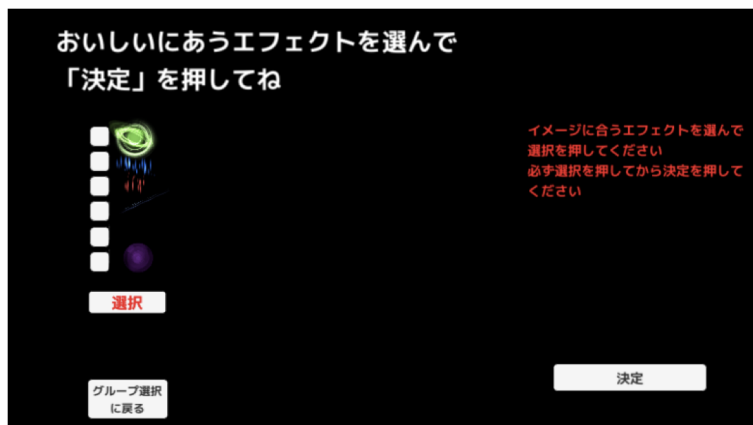 おいしいにあうエフェクトを選んで
「決定」を押してね
イメージに合うエフェクトを選んで
選択を押してください
必ず選択を押してから決定を押して
ください
選択
決定
グループ選択
に戻る